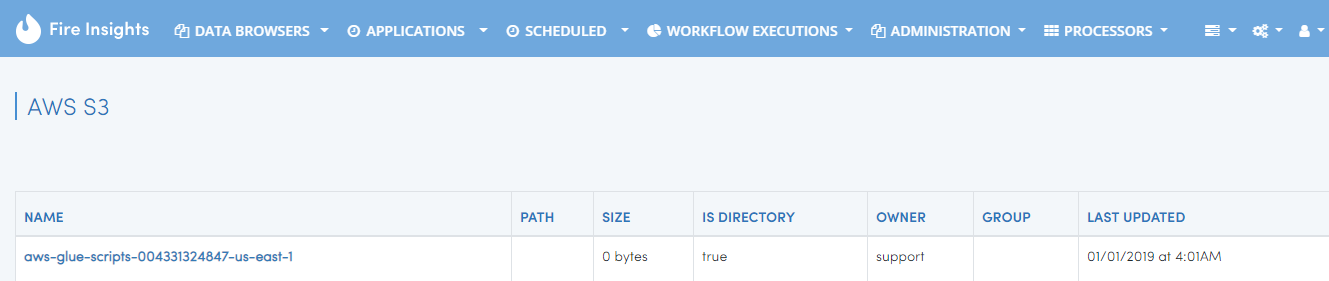 Fire Insights DATA BROWSERS APPLICATIONS SCHEDULED WORKFLOW EXECUTIONS ADMINISTRATION PROCESSORS
AWS S3
NAME PATH SIZE IS DIRECTORY OWNER GROUP LAST UPDATED
aws-glue-scripts-004331324847-us-east-1 0 bytes true support 01/01/2019 at 4:01AM